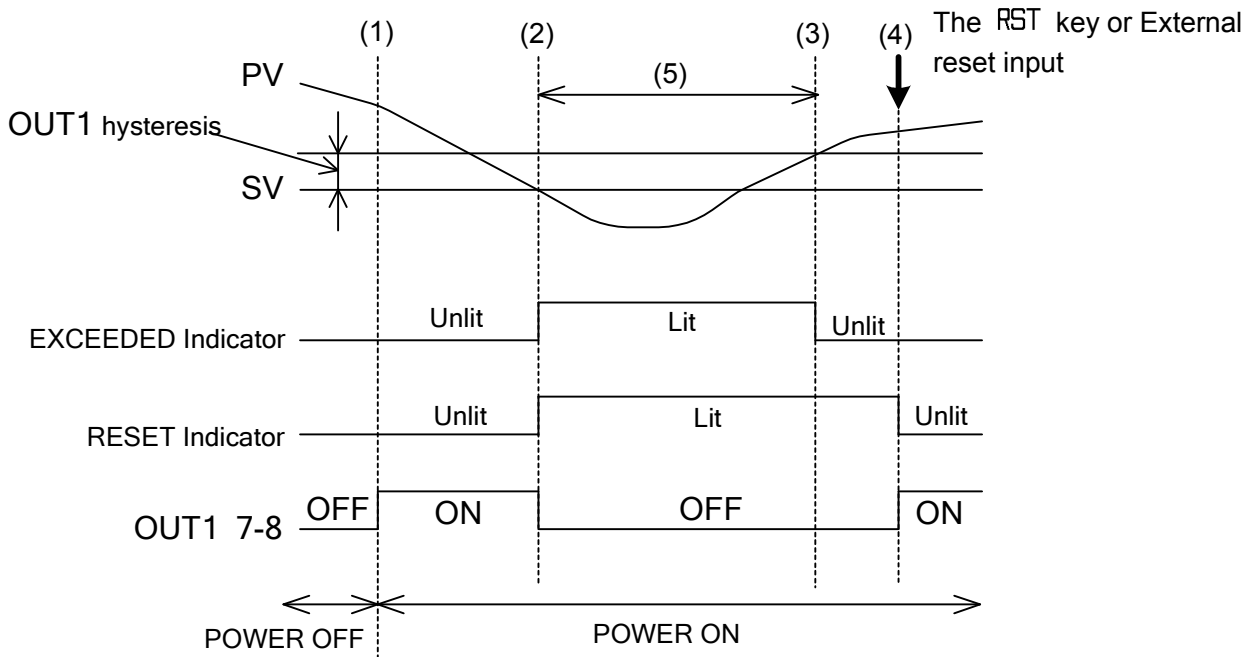 The RST key or External
reset input
(1)
(2)
(3)
(4)
(5)
PV
OUT1 hysteresis
SV
EXCEEDED Indicator
Unlit
Lit
Unlit
RESET Indicator
Unlit
Lit
Unlit
OUT1 7-8
OFF
ON
OFF
ON
POWER OFF
POWER ON